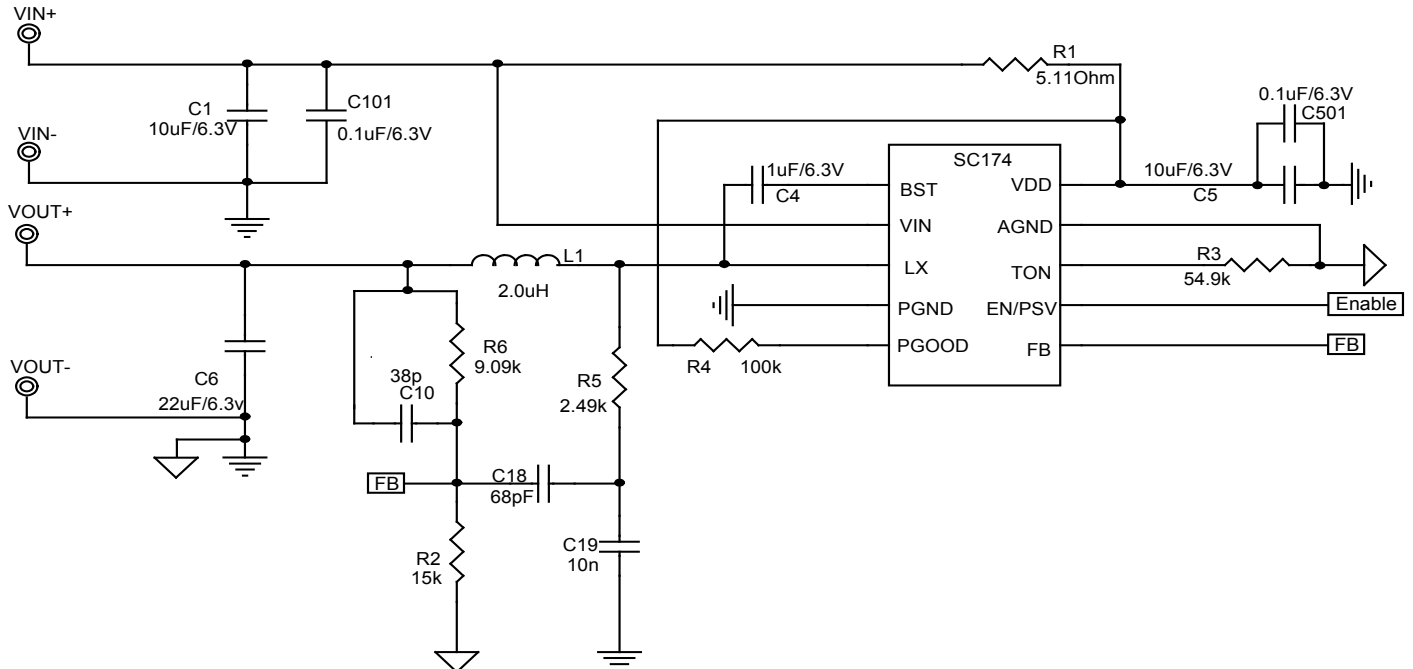 VIN+
R1
5.11Ohm
C1
10uF/6.3V
C101
0.1uF/6.3V
0.1uF/6.3V
C501
VIN-
SC174
1uF/6.3V
C4
10uF/6.3V
C5
BST
VDD
VOUT+
VIN
AGND
L1
2.0uH
LX
TON
R3
54.9k
PGND
EN/PSV
Enable
PGOOD
FB
FB
R4
100k
R6
9.09k
VOUT-
C6
22uF/6.3v
38p
C10
R5
2.49k
FB
C18
68pF
R2
15k
C19
10n